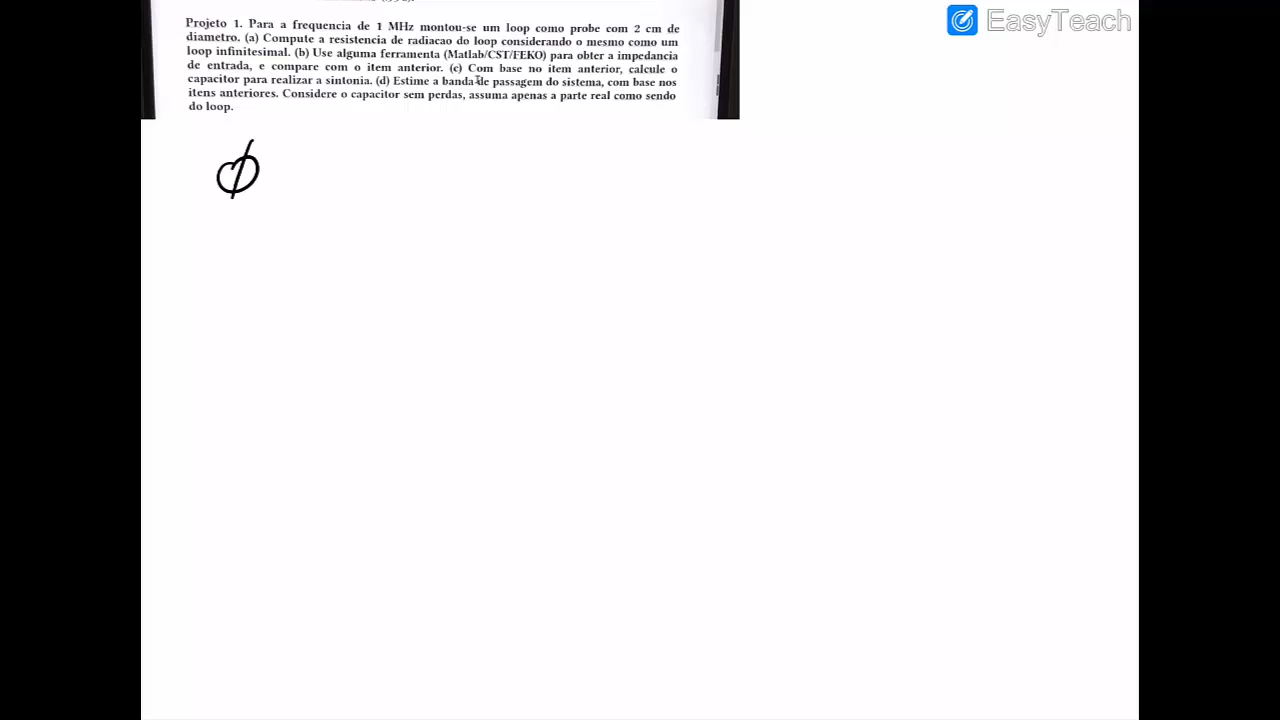 EasyTeach
Projeto 1. Para a frequencia de 1 MHz montou-se um loop como probe com 2 cm de
diametro. (a) Compute a resistencia de radiacao do loop considerando o mesmo como um
loop infinitesimal. (b) Use alguma ferramenta (Matlab/CST/FEKO) para obter a impedancia
de entrada, e compare com o item anterior. (c) Com base no item anterior, calcule o
capacitor para realizar a sintonia. (d) Estime a banda de passagem do sistema, com base nos
itens anteriores. Considere o capacitor sem perdas, assuma apenas a parte real como sendo
do loop.
ϕ